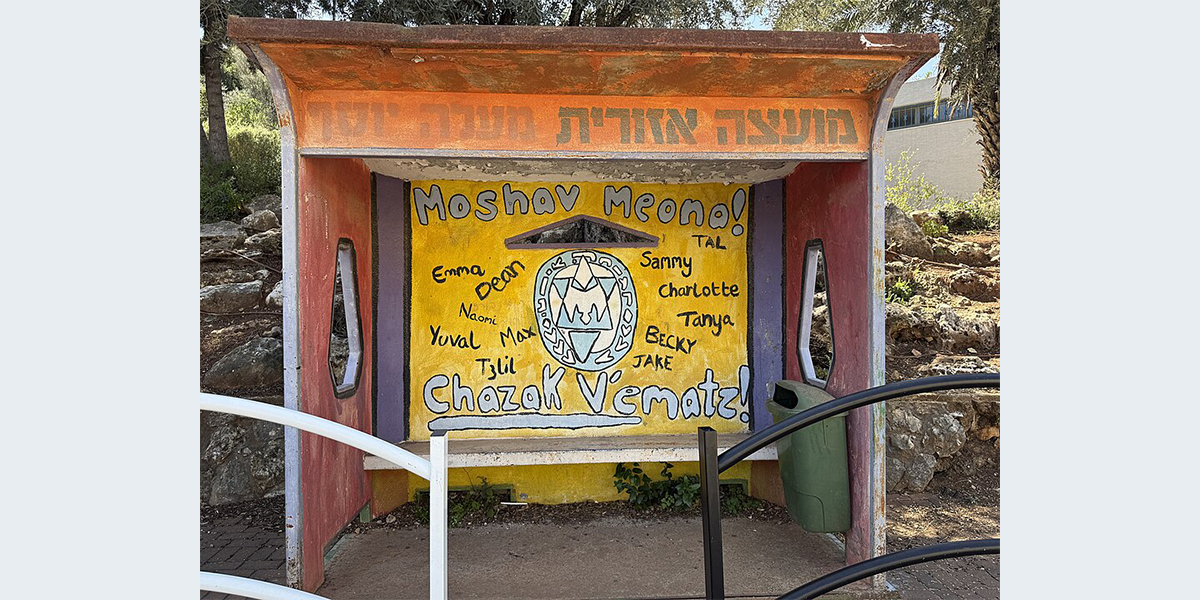 מועצה אזורית מעלה יוסף
Moshav Meona!
TAL
Emma
Dean
Sammy
Charlotte
Naomi
Tanya
Yuval
Max
BECKY
Tzlil
JAKE
Chazak V'ematz!